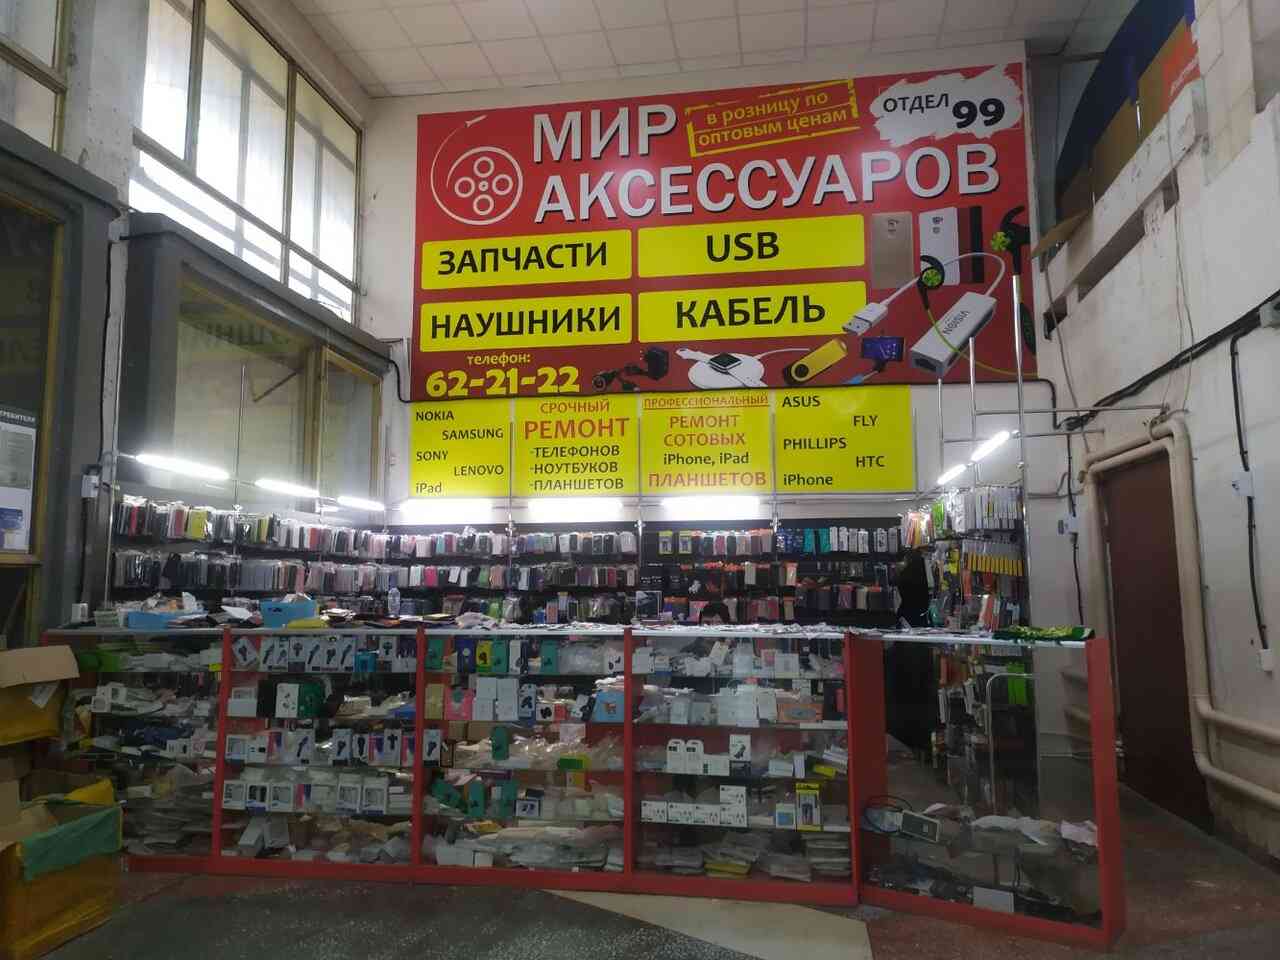 МИР
в розницу по
оптовым ценам
ОТДЕЛ 99
АКСЕССУАРОВ
ЗАПЧАСТИ
USB
НАУШНИКИ
КАБЕЛЬ
VISION
телефон:
62-21-22
NOKIA
SAMSUNG
SONY
LENOVO
iPad
СРОЧНЫЙ
РЕМОНТ
-ТЕЛЕФОНОВ
-НОУТБУКОВ
-ПЛАНШЕТОВ
ПРОФЕССИОНАЛЬНЫЙ
РЕМОНТ
СОТОВЫХ
iPhone, iPad
ПЛАНШЕТОВ
ASUS
FLY
PHILLIPS
HTC
iPhone